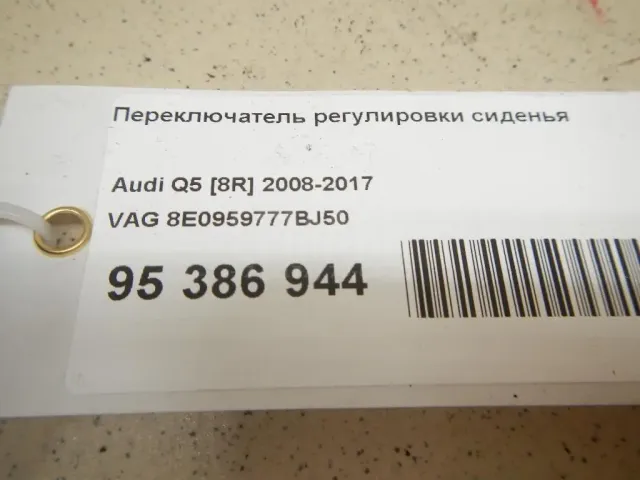 Переключатель регулировки сиденья
Audi Q5 [8R] 2008-2017
VAG 8E0959777BJ50
95 386 944